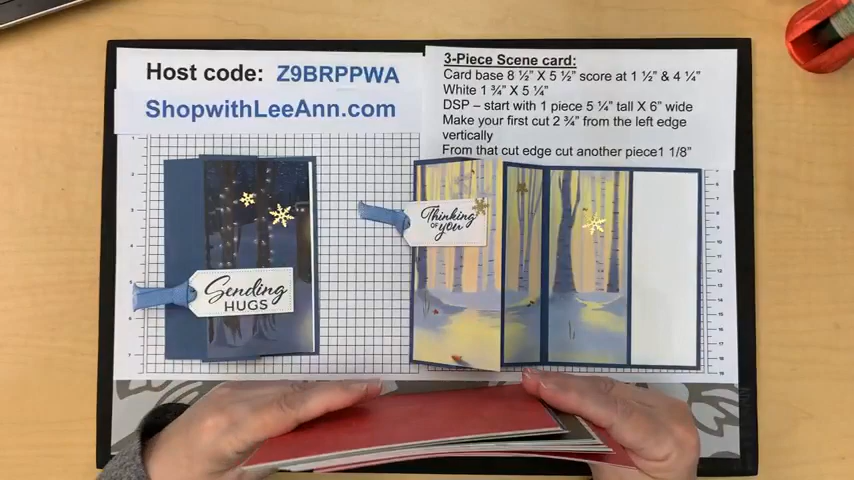 Host code: Z9BRPPWA
ShopwithLeeAnn.com
3-Piece Scene card:
Card base 8 ½” X 5 ½” score at 1 ½” & 4 ¼”
White 1 ¾” X 5 ¼”
DSP – start with 1 piece 5 ¼” tall X 6” wide
Make your first cut 2 ¾” from the left edge
vertically
From that cut edge cut another piece1 1/8”
Thinking
OF you
Sending
HUGS